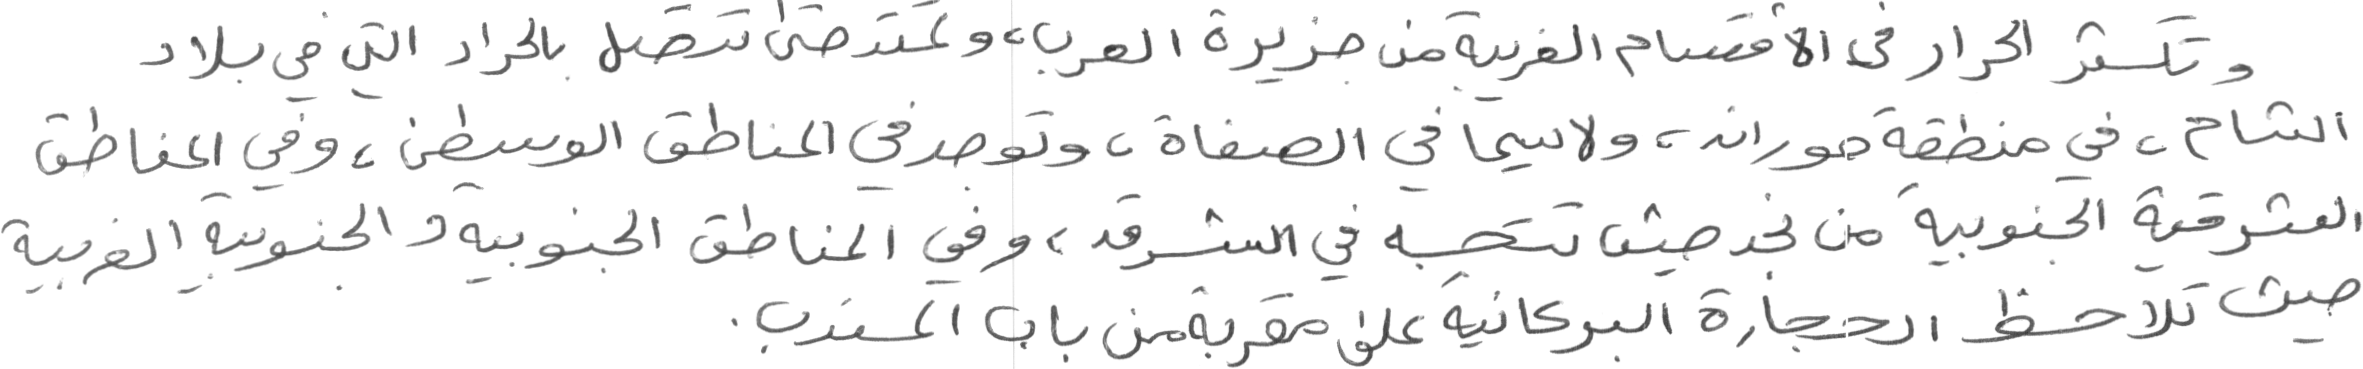 وتكثر الحرار في الأقسام الغربية من جزيرة العرب، وتمتد حتى تتصل بالحرار التي في بلاد
الشام، في منطقة حوران، ولاسيما في الصفاة، وتوجد في المناطق الوسطى، وفي المناطق
الشرقية الجنوبية من نجد حيث تتجه في الشرق، وفي المناطق الجنوبية والجنوبية الغربية
حيث تلاحظ الحجارة البركانية على مقربة من باب المندب.